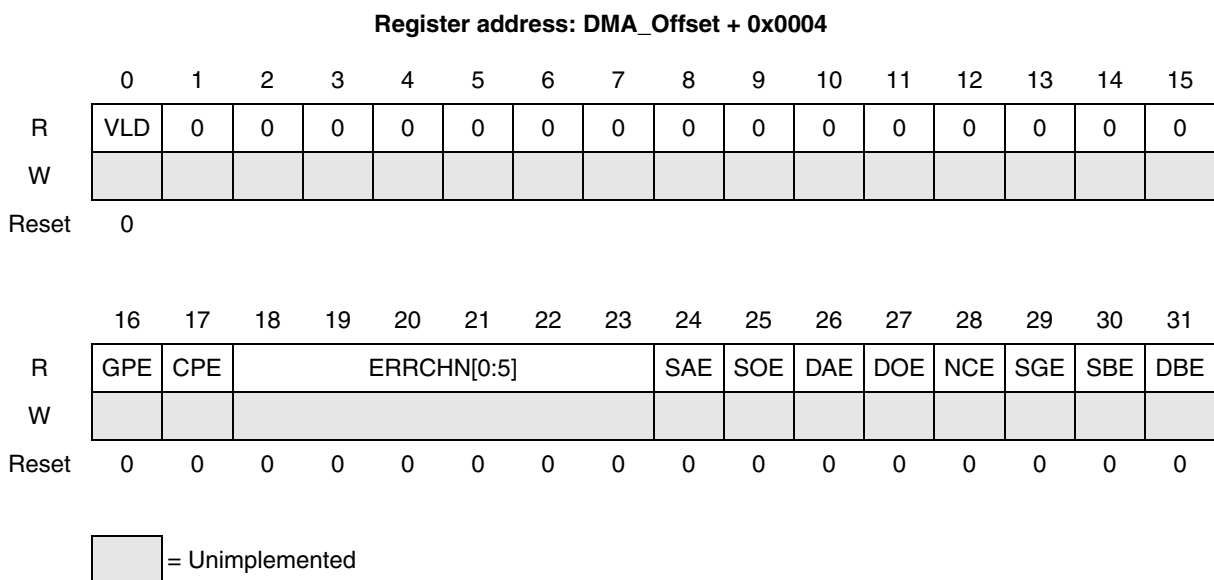 Register address: DMA_Offset + 0x0004
0 1 2 3 4 5 6 7 8 9 10 11 12 13 14 15
R VLD 0 0 0 0 0 0 0 0 0 0 0 0 0 0 0
W
Reset 0
16 17 18 19 20 21 22 23 24 25 26 27 28 29 30 31
R GPE CPE ERRCHN[0:5] SAE SOE DAE DOE NCE SGE SBE DBE
W
Reset 0 0 0 0 0 0 0 0 0 0 0 0 0 0 0 0
= Unimplemented